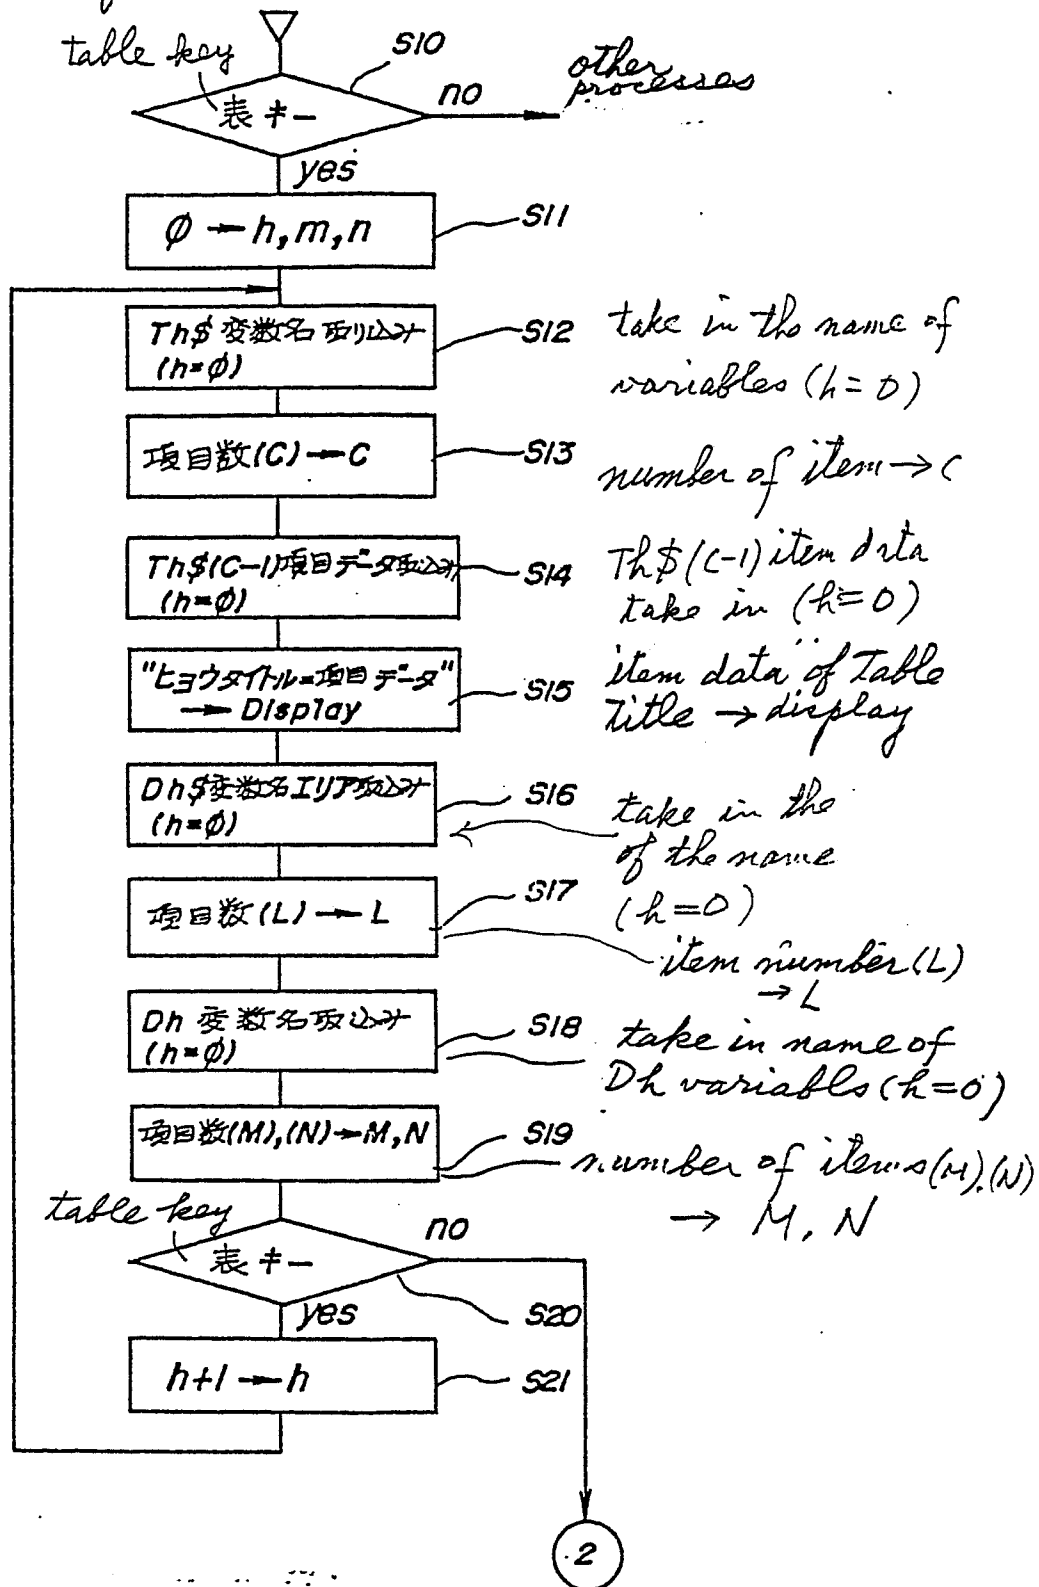 table key
S10
表キー
no
other
processes
yes
Ø → h, m, n
S11
Th$ 変数名 取り込み
(h=Ø)
S12
take in the name of
variables (h = 0)
項目数(C) → C
S13
number of item → C
Th$(C-1)項目データ取込み
(h=Ø)
S14
Th$(C-1) item data
take in (h=0)
"ヒョウタイトル=項目データ"
→ Display
S15
item data of Table
Title → display
Dh$変数名エリア取込み
(h=Ø)
S16
take in the
of the name
(h=0)
項目数(L) → L
S17
item number (L)
→ L
Dh 変数名取込み
(h=Ø)
S18
take in name of
Dh variabls (h=0)
項目数(M),(N) → M,N
S19
number of items (M).(N)
→ M, N
table key
表キー
no
S20
yes
h+1 → h
S21
2